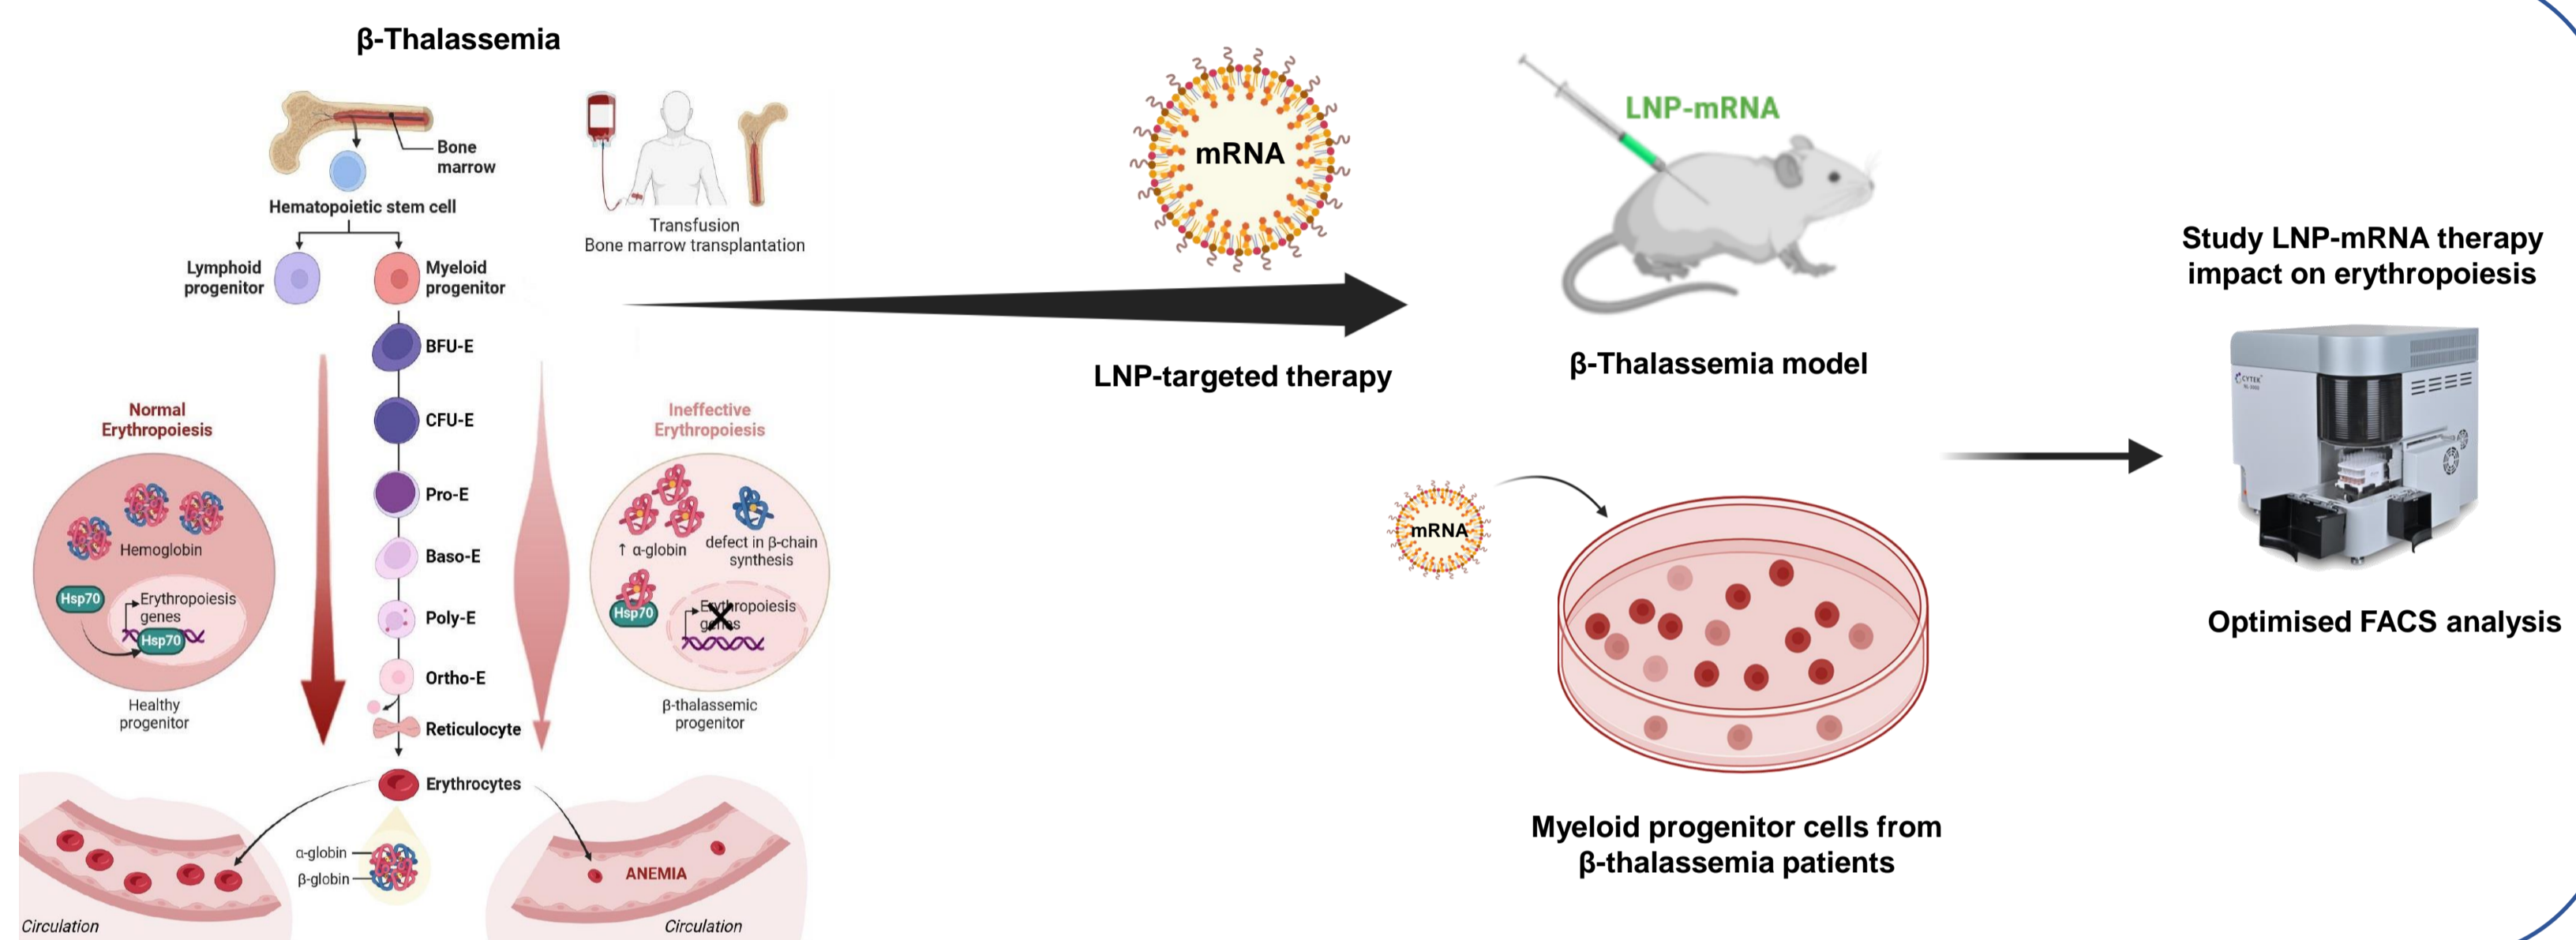 β-Thalassemia
Bone
marrow
Hematopoietic stem cell
Lymphoid
progenitor
Myeloid
progenitor
Transfusion
Bone marrow transplantation
BFU-E
CFU-E
Pro-E
Baso-E
Poly-E
Ortho-E
Reticulocyte
Erythrocytes
Normal
Erythropoiesis
Hemoglobin
Hsp70
Erythropoiesis
genes
Hsp70
Healthy
progenitor
Ineffective
Erythropoiesis
↑ α-globin
defect in β-chain
synthesis
Hsp70
Erythropoiesis
genes
β-thalassemic
progenitor
α-globin
β-globin
Circulation
ANEMIA
Circulation
mRNA
LNP-targeted therapy
LNP-mRNA
β-Thalassemia model
mRNA
Myeloid progenitor cells from
β-thalassemia patients
Study LNP-mRNA therapy
impact on erythropoiesis
CYTEK
Optimised FACS analysis